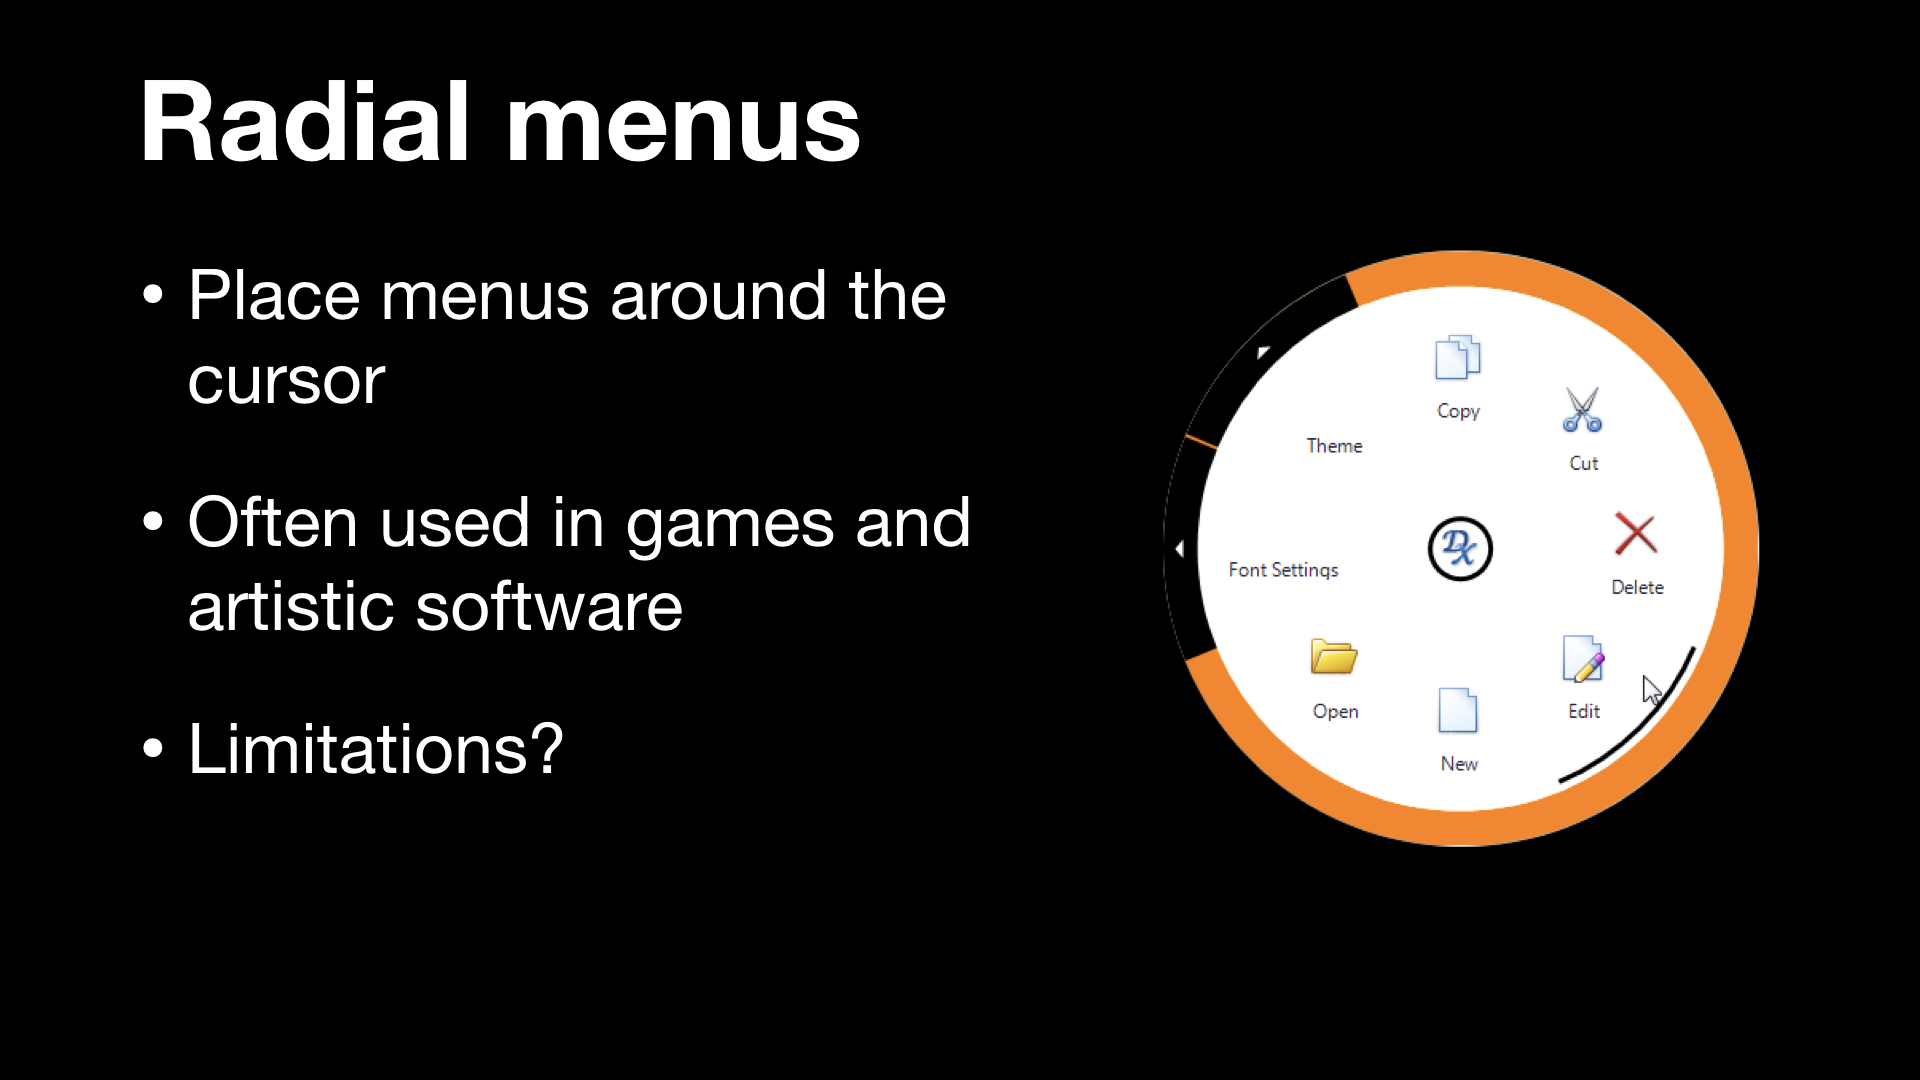 Radial menus
• Place menus around the
cursor
• Often used in games and
artistic software
• Limitations?
Copy
Cut
Theme
DX
Font Settings
Delete
Open
Edit
New